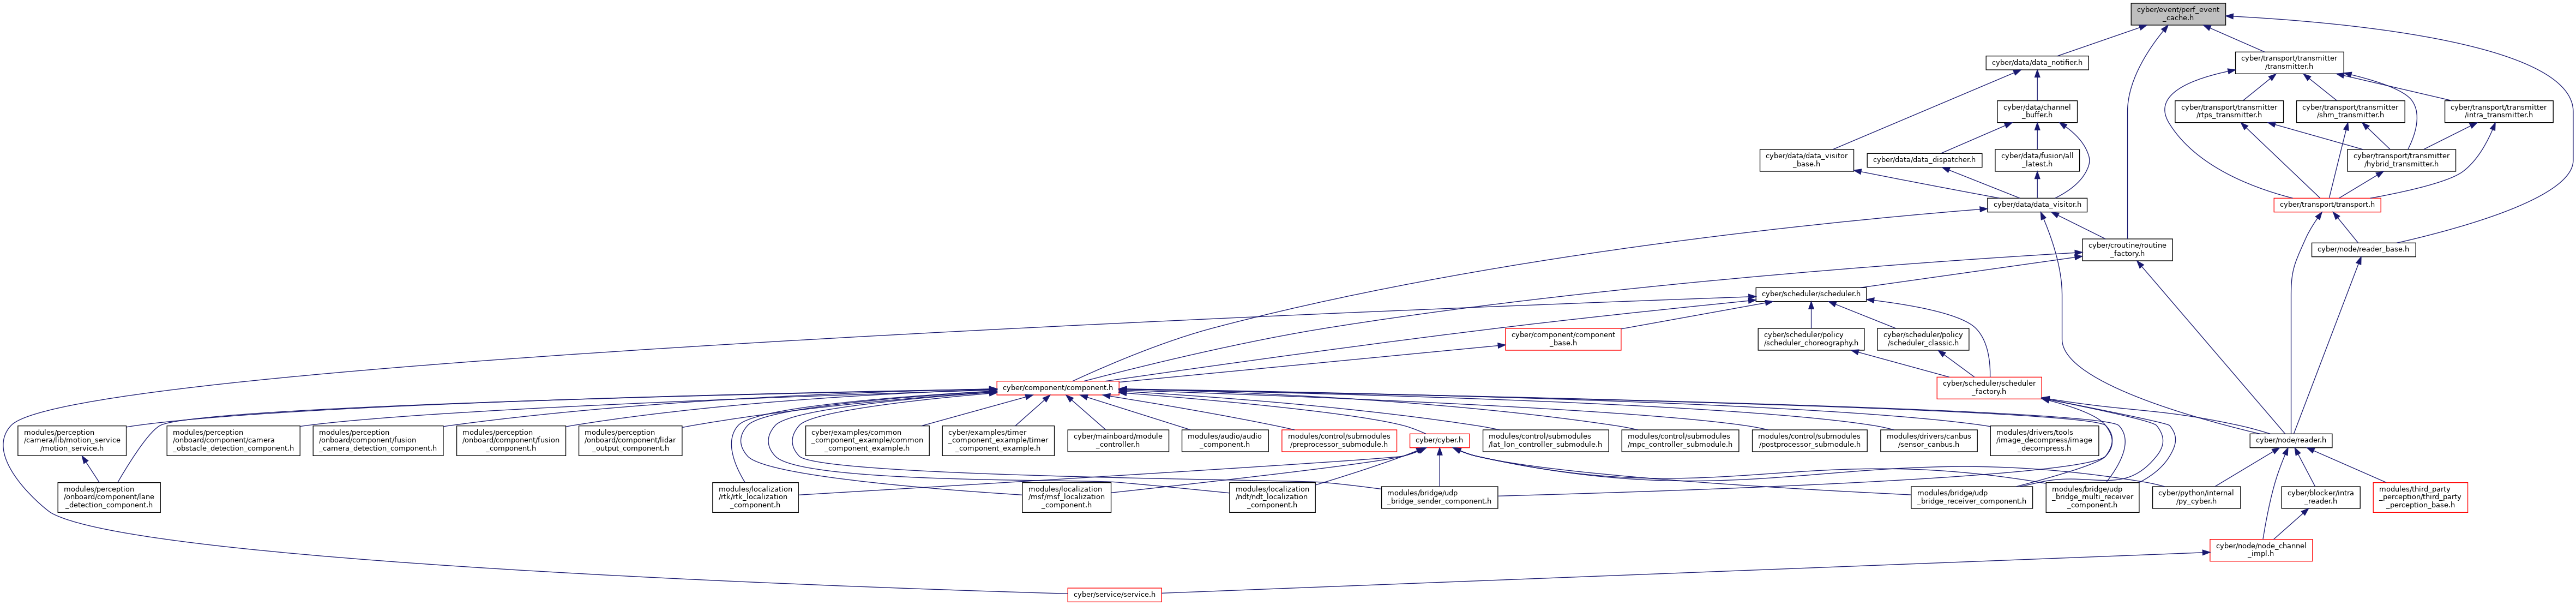 cyber/event/perf_event
_cache.h
cyber/data/data_notifier.h
cyber/transport/transmitter
/transmitter.h
cyber/data/channel
_buffer.h
cyber/transport/transmitter
/rtps_transmitter.h
cyber/transport/transmitter
/shm_transmitter.h
cyber/transport/transmitter
/intra_transmitter.h
cyber/data/data_visitor
_base.h
cyber/data/data_dispatcher.h
cyber/data/fusion/all
_latest.h
cyber/transport/transmitter
/hybrid_transmitter.h
cyber/data/data_visitor.h
cyber/transport/transport.h
cyber/croutine/routine
_factory.h
cyber/node/reader_base.h
cyber/scheduler/scheduler.h
cyber/component/component
_base.h
cyber/scheduler/policy
/scheduler_choreography.h
cyber/scheduler/policy
/scheduler_classic.h
cyber/component/component.h
cyber/scheduler/scheduler
_factory.h
modules/perception
/camera/lib/motion_service
/motion_service.h
modules/perception
/onboard/component/camera
_obstacle_detection_component.h
modules/perception
/onboard/component/fusion
_camera_detection_component.h
modules/perception
/onboard/component/fusion
_component.h
modules/perception
/onboard/component/lidar
_output_component.h
cyber/examples/common
_component_example/common
_component_example.h
cyber/examples/timer
_component_example/timer
_component_example.h
cyber/mainboard/module
_controller.h
modules/audio/audio
_component.h
modules/control/submodules
/preprocessor_submodule.h
cyber/cyber.h
modules/control/submodules
/lat_lon_controller_submodule.h
modules/control/submodules
/mpc_controller_submodule.h
modules/control/submodules
/postprocessor_submodule.h
modules/drivers/canbus
/sensor_canbus.h
modules/drivers/tools
/image_decompress/image
_decompress.h
cyber/node/reader.h
modules/perception
/onboard/component/lane
_detection_component.h
modules/localization
/rtk/rtk_localization
_component.h
modules/localization
/msf/msf_localization
_component.h
modules/localization
/ndt/ndt_localization
_component.h
modules/bridge/udp
_bridge_sender_component.h
modules/bridge/udp
_bridge_receiver_component.h
modules/bridge/udp
_bridge_multi_receiver
_component.h
cyber/python/internal
/py_cyber.h
cyber/blocker/intra
_reader.h
modules/third_party
_perception/third_party
_perception_base.h
cyber/node/node_channel
_impl.h
cyber/service/service.h